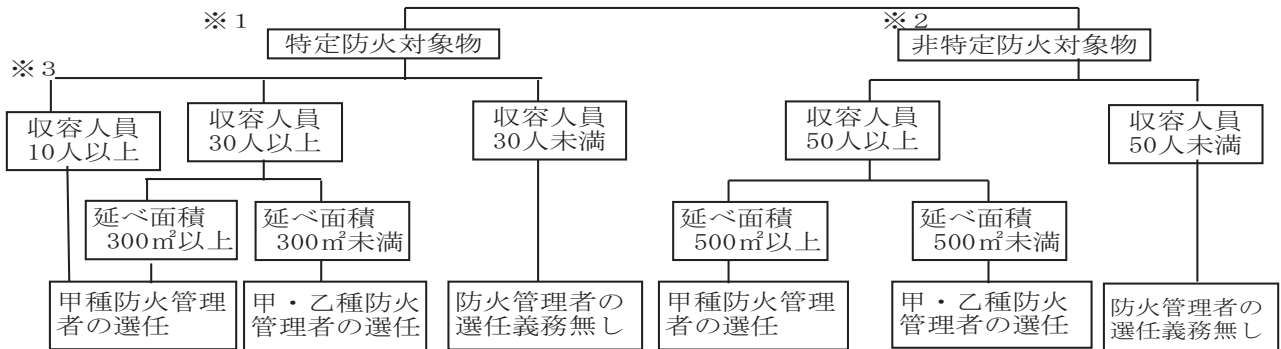 ※1
特定防火対象物
※2
非特定防火対象物
※3
収容人員
10人以上
収容人員
30人以上
収容人員
30人未満
収容人員
50人以上
収容人員
50人未満
延べ面積
300㎡以上
延べ面積
300㎡未満
延べ面積
500㎡以上
延べ面積
500㎡未満
甲種防火管理
者の選任
甲・乙種防火
管理者の選任
防火管理者の
選任義務無し
甲種防火管理
者の選任
甲・乙種防火
管理者の選任
防火管理者の
選任義務無し